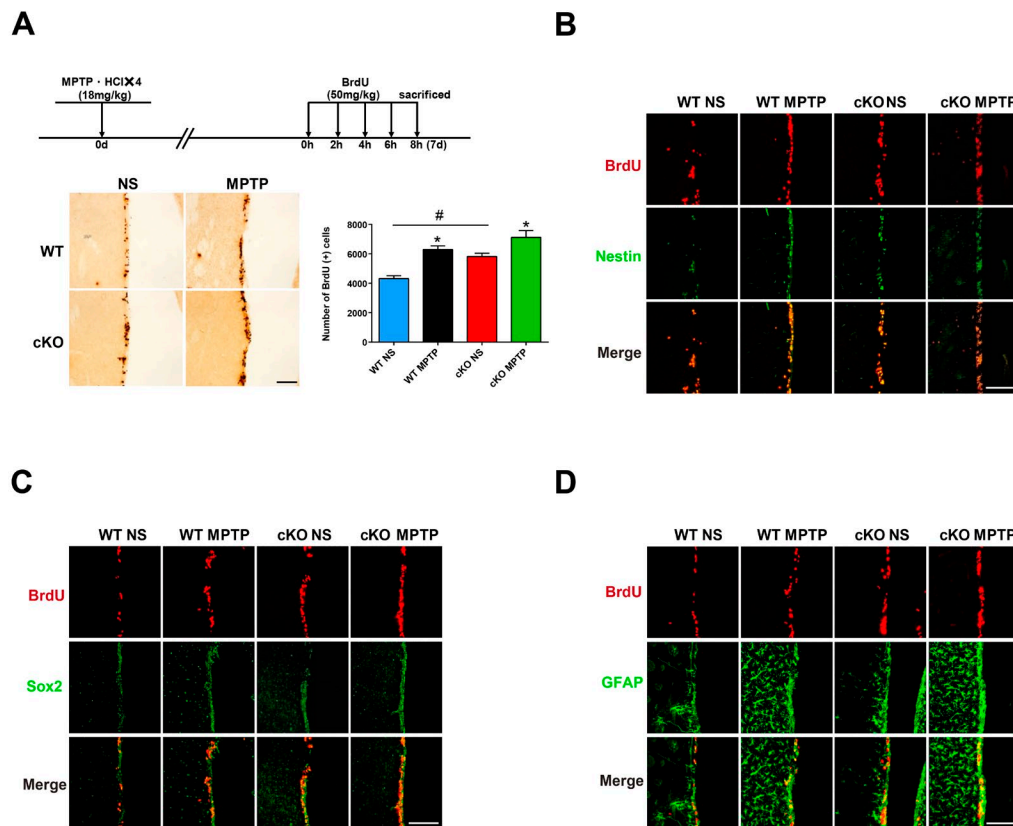 A
MPTP · HCl✕4
(18mg/kg)
BrdU
(50mg/kg)
sacrificed
0d
//
0h
2h
4h
6h
8h (7d)
NS
MPTP
WT
cKO
#
*
*
Number of BrdU (+) cells
8000
6000
4000
2000
0
WT NS
WT MPTP
cKO NS
cKO MPTP
B
WT NS
WT MPTP
cKO NS
cKO MPTP
BrdU
Nestin
Merge
C
WT NS
WT MPTP
cKO NS
cKO MPTP
BrdU
Sox2
Merge
D
WT NS
WT MPTP
cKO NS
cKO MPTP
BrdU
GFAP
Merge